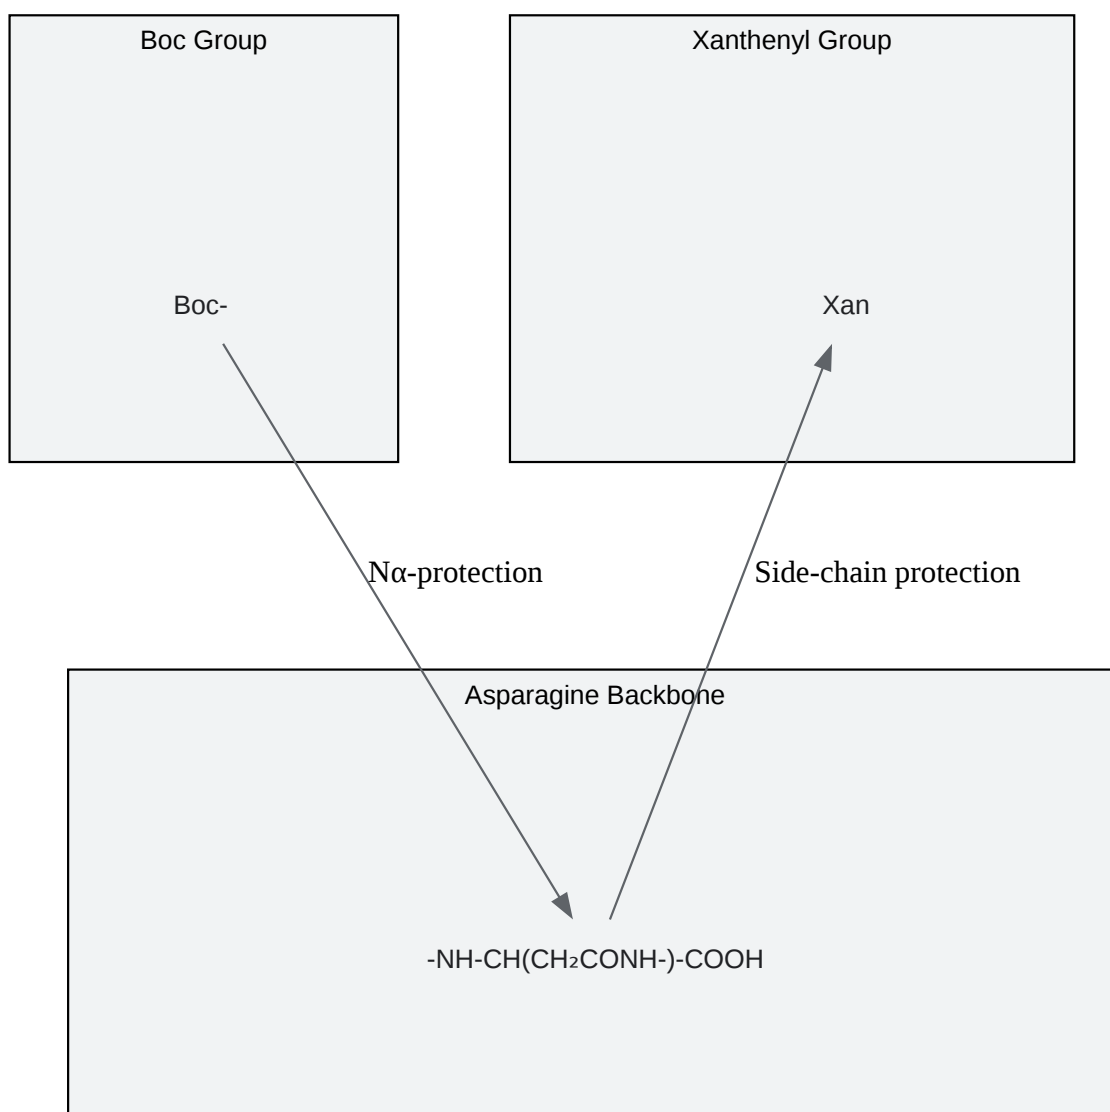 Boc Group
Xanthenyl Group
Boc-
Xan
Nα-protection
Side-chain protection
Asparagine Backbone
-NH-CH(CH₂CONH-)-COOH